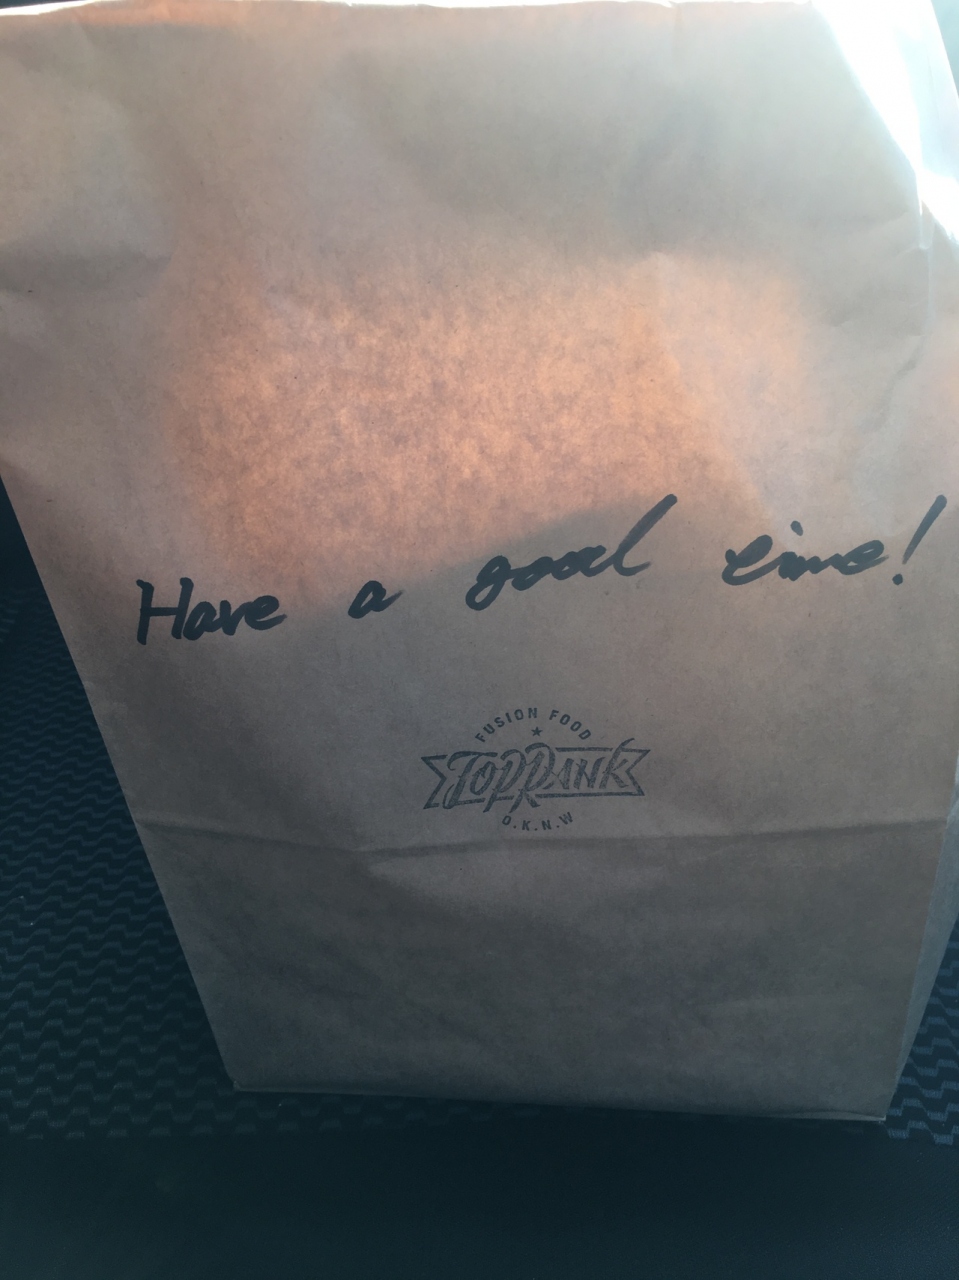 Have a good time!
FUSION FOOD
TOPRANK
O.K.N.W